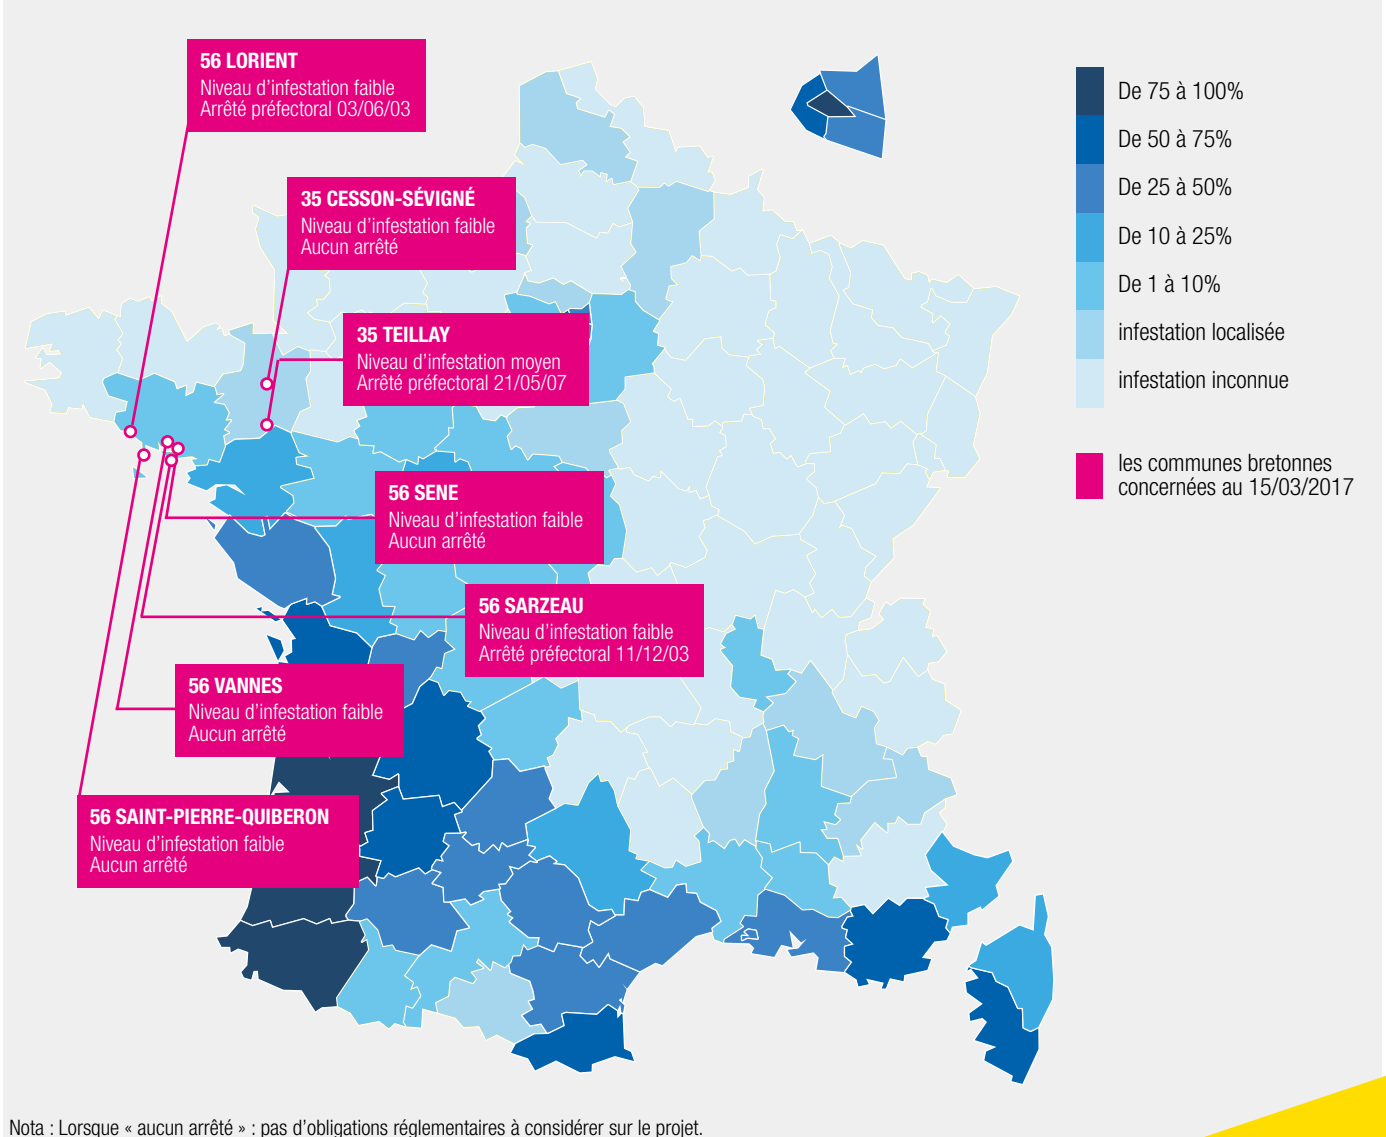 56 LORIENT
Niveau d'infestation faible
Arrêté préfectoral 03/06/03
35 CESSON-SÉVIGNÉ
Niveau d'infestation faible
Aucun arrêté
35 TEILLAY
Niveau d'infestation moyen
Arrêté préfectoral 21/05/07
56 SENE
Niveau d'infestation faible
Aucun arrêté
56 SARZEAU
Niveau d'infestation faible
Arrêté préfectoral 11/12/03
56 VANNES
Niveau d'infestation faible
Aucun arrêté
56 SAINT-PIERRE-QUIBERON
Niveau d'infestation faible
Aucun arrêté
De 75 à 100%
De 50 à 75%
De 25 à 50%
De 10 à 25%
De 1 à 10%
infestation localisée
infestation inconnue
les communes bretonnes
concernées au 15/03/2017
Nota : Lorsque « aucun arrêté » : pas d'obligations réglementaires à considérer sur le projet.